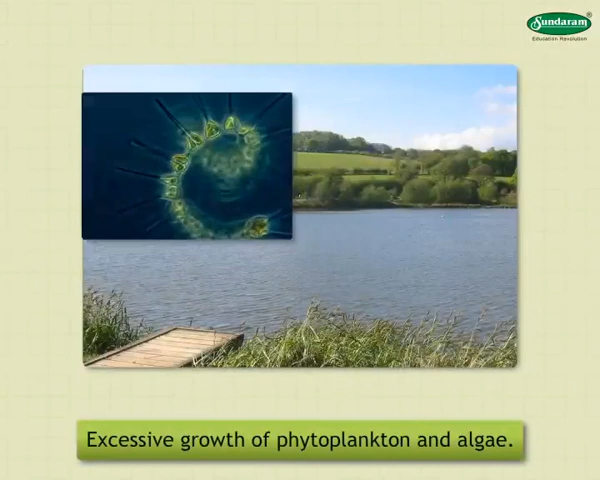 Sundaram®
Education Revolution
Excessive growth of phytoplankton and algae.